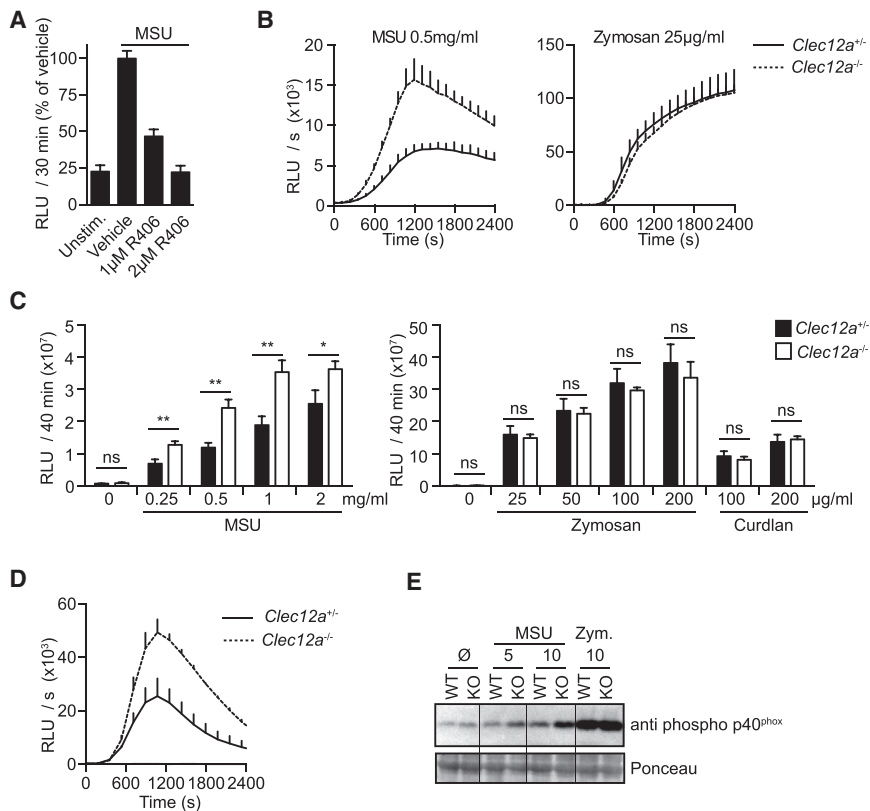 A
MSU
RLU / 30 min (% of vehicle)
100
75
50
25
0
Unstim.
Vehicle
1µM R406
2µM R406
B
MSU 0.5mg/ml
RLU / s (x10³)
20
15
10
5
0
0 600 1200 1800 2400
Time (s)
Zymosan 25µg/ml
150
100
50
0
0 600 1200 1800 2400
Time (s)
Clec12a+/-
Clec12a-/-
C
RLU / 40 min (x10⁷)
5
4
3
2
1
0
ns ** ** ** *
0 0.25 0.5 1 2 mg/ml
MSU
RLU / 40 min (x10⁷)
50
40
30
20
10
0
ns ns ns ns ns ns ns
0 25 50 100 200 100 200 µg/ml
Zymosan Curdlan
Clec12a+/-
Clec12a-/-
D
RLU / s (x10³)
60
40
20
0
0 600 1200 1800 2400
Time (s)
Clec12a+/-
Clec12a-/-
E
MSU Zym.
Ø 5 10 10
WT KO WT KO WT KO WT KO
anti phospho p40phox
Ponceau